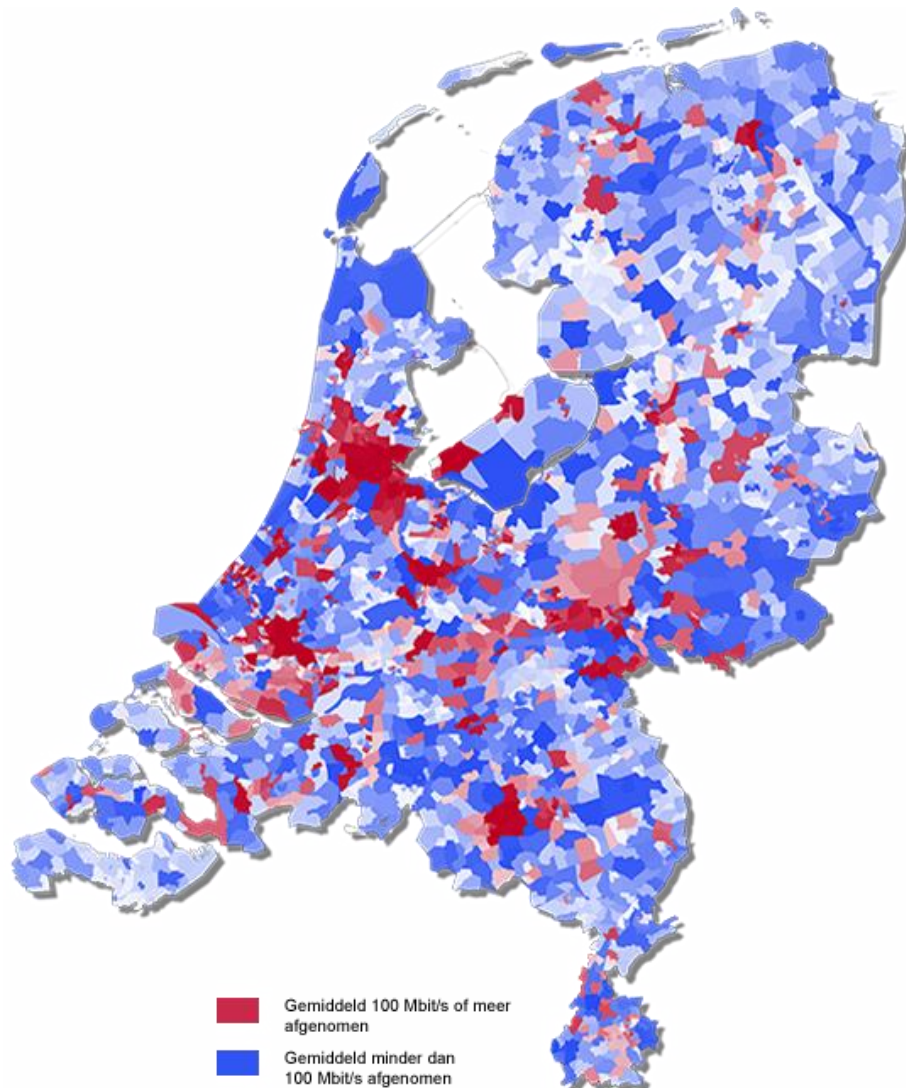 Gemiddeld 100 Mbit/s of meer
afgenomen
Gemiddeld minder dan
100 Mbit/s afgenomen